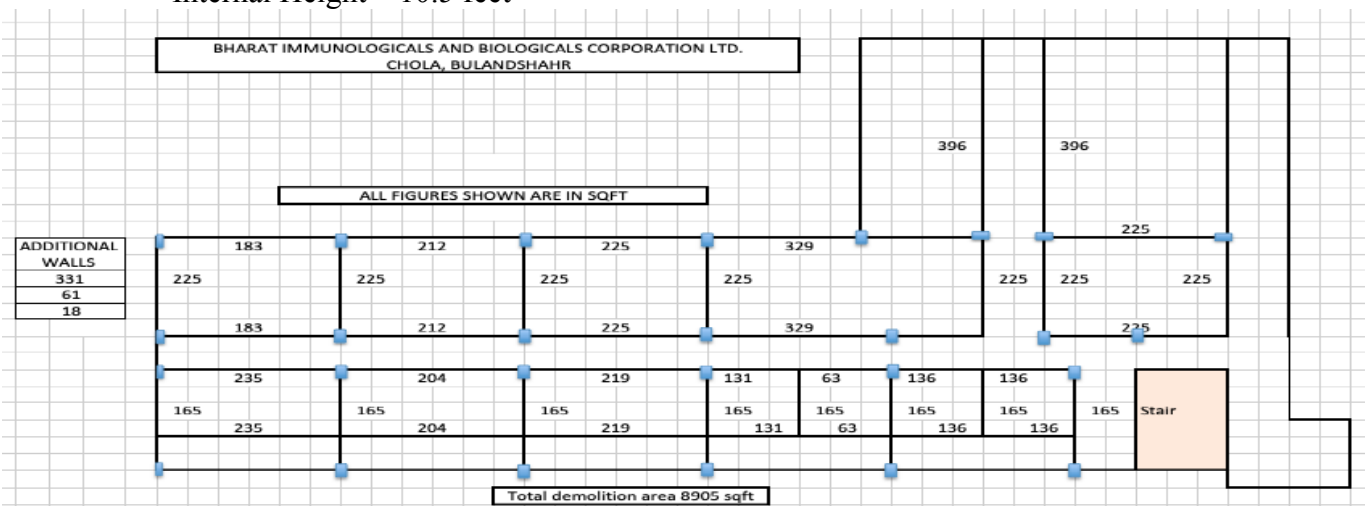 BHARAT IMMUNOLOGICALS AND BIOLOGICALS CORPORATION LTD.
CHOLA, BULANDSHAHR
396 396
ALL FIGURES SHOWN ARE IN SQFT
225
ADDITIONAL
WALLS
331
61
18
183 212 225 329
225 225 225 225 225 225 225
183 212 225 329 225
235 204 219 131 63 136 136
165 165 165 165 165 165 165 165 Stair
235 204 219 131 63 136 136
Total demolition area 8905 sqft